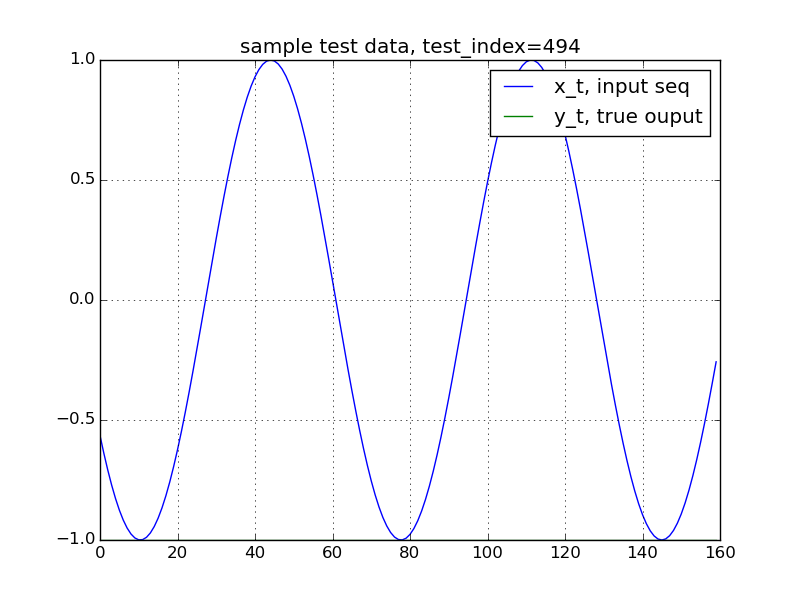 sample test data, test_index=494
x_t, input seq
y_t, true ouput
1.0
0.5
0.0
−0.5
−1.0
0 20 40 60 80 100 120 140 160